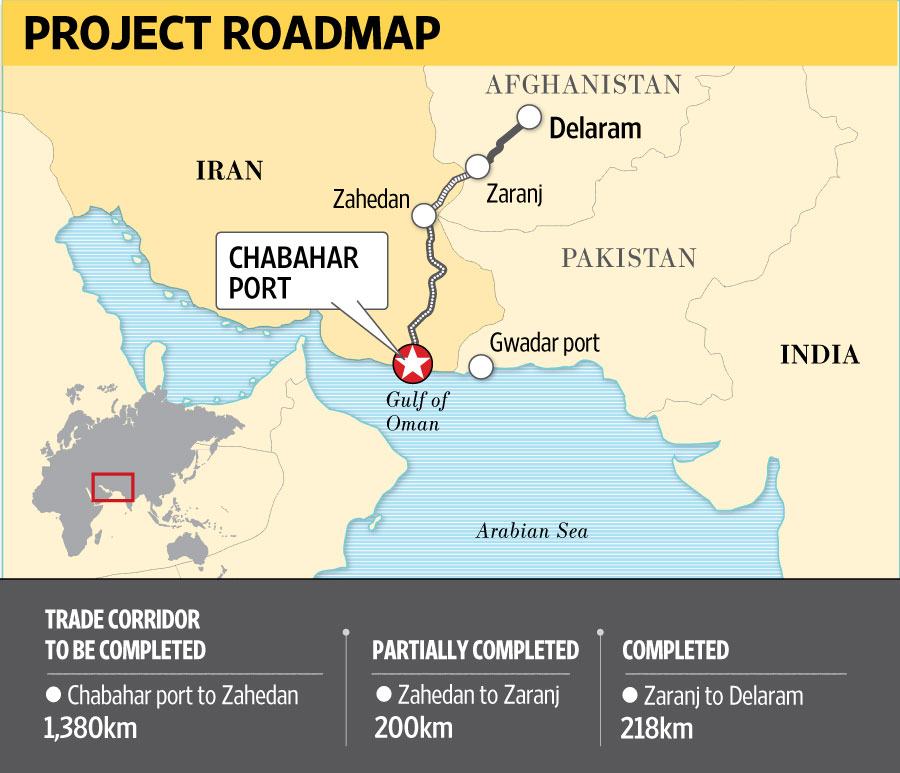 PROJECT ROADMAP
AFGHANISTAN
Delaram
IRAN
Zaranj
Zahedan
CHABAHAR
PORT
PAKISTAN
Gwadar port
INDIA
Gulf of
Oman
Arabian Sea
TRADE CORRIDOR
TO BE COMPLETED
Chabahar port to Zahedan
1,380km
PARTIALLY COMPLETED
Zahedan to Zaranj
200km
COMPLETED
Zaranj to Delaram
218km